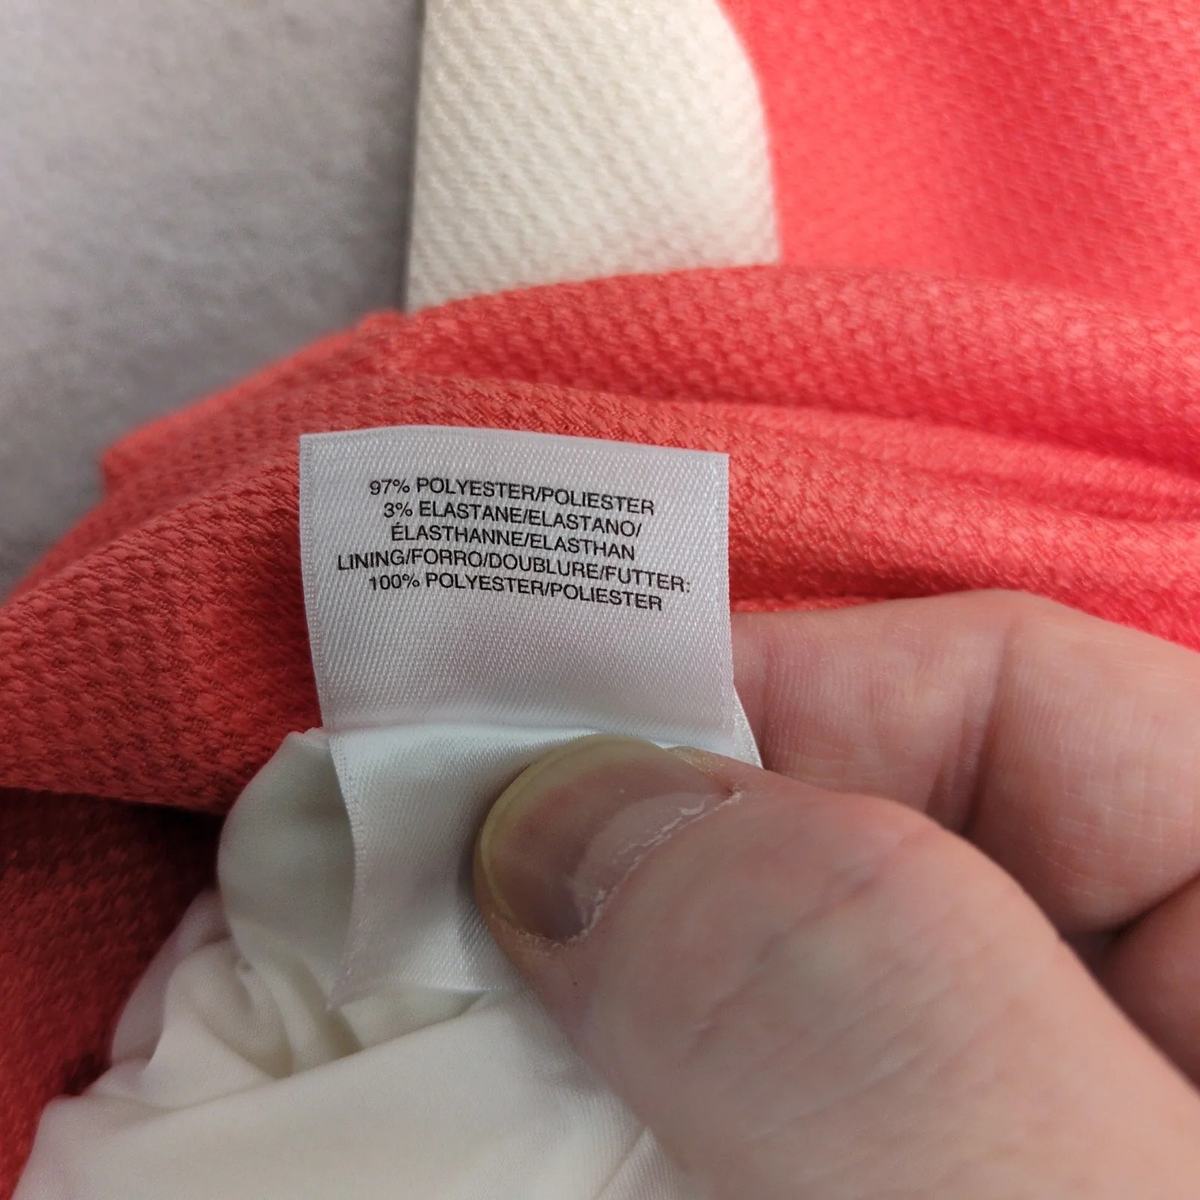 97% POLYESTER/POLIESTER
3% ELASTANE/ELASTANO/
ÉLASTHANNE/ELASTHAN
LINING/FORRO/DOUBLURE/FUTTER:
100% POLYESTER/POLIESTER